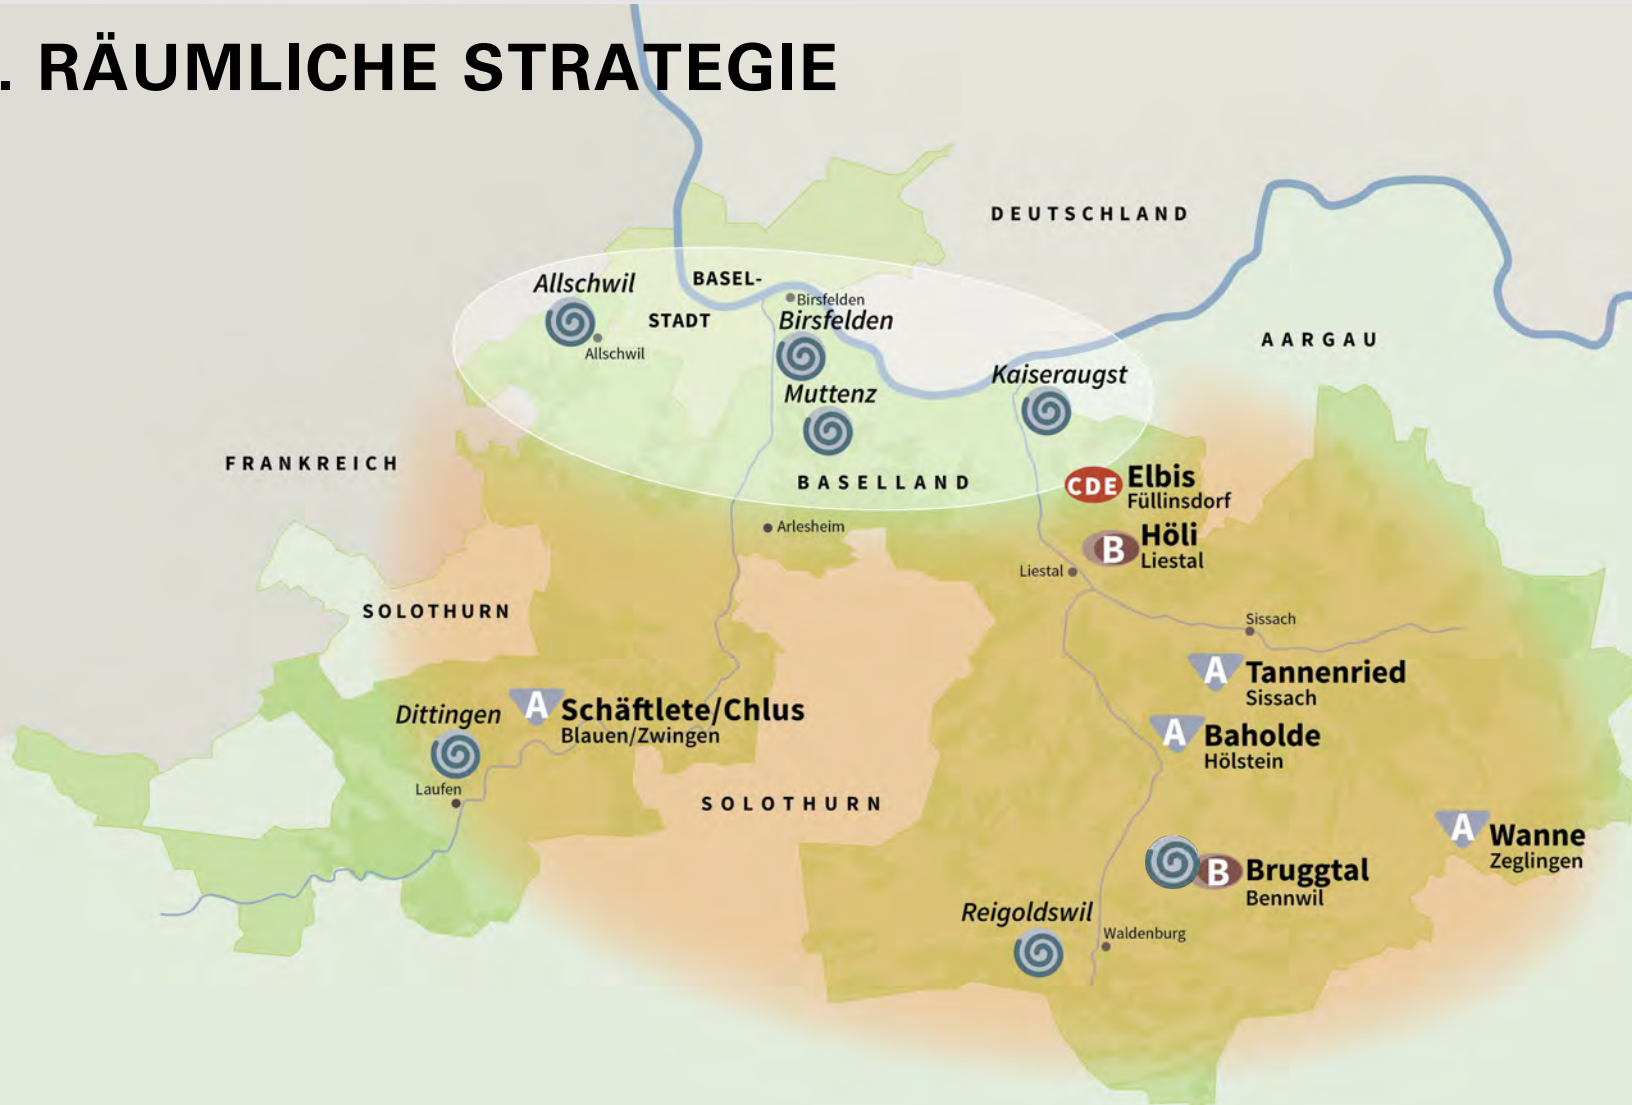 . RÄUMLICHE STRATEGIE
DEUTSCHLAND
Allschwil
BASEL-
STADT
Birsfelden
Birsfelden
Allschwil
AARGAU
Kaiseraugst
Muttenz
FRANKREICH
BASELLAND
CDE Elbis
Füllinsdorf
Arlesheim
B Höli
Liestal
Liestal
SOLOTHURN
Sissach
A Tannenried
Sissach
Dittingen
A Schäftlete/Chlus
Blauen/Zwingen
A Baholde
Hölstein
Laufen
SOLOTHURN
A Wanne
Zeglingen
B Bruggtal
Bennwil
Reigoldswil
Waldenburg